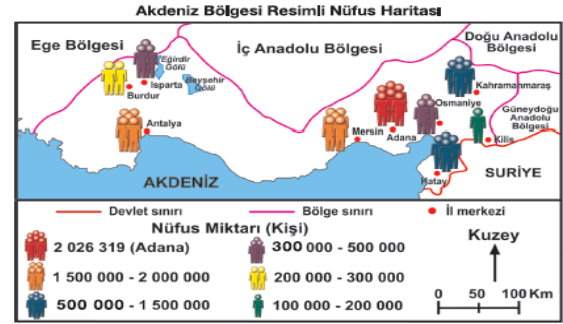 Akdeniz Bölgesi Resimli Nüfus Haritası
Ege Bölgesi
İç Anadolu Bölgesi
Doğu Anadolu
Bölgesi
Eğirdir
Gölü
Isparta
Beyşehir
Gölü
Burdur
Antalya
Mersin
Adana
Osmaniye
Kahramanmaraş
Güneydoğu
Anadolu
Bölgesi
Kilis
Hatay
SURİYE
AKDENİZ
Devlet sınırı
Bölge sınırı
İl merkezi
Nüfus Miktarı (Kişi)
2 026 319 (Adana)
1 500 000 - 2 000 000
500 000 - 1 500 000
300 000 - 500 000
200 000 - 300 000
100 000 - 200 000
Kuzey
0 50 100 Km